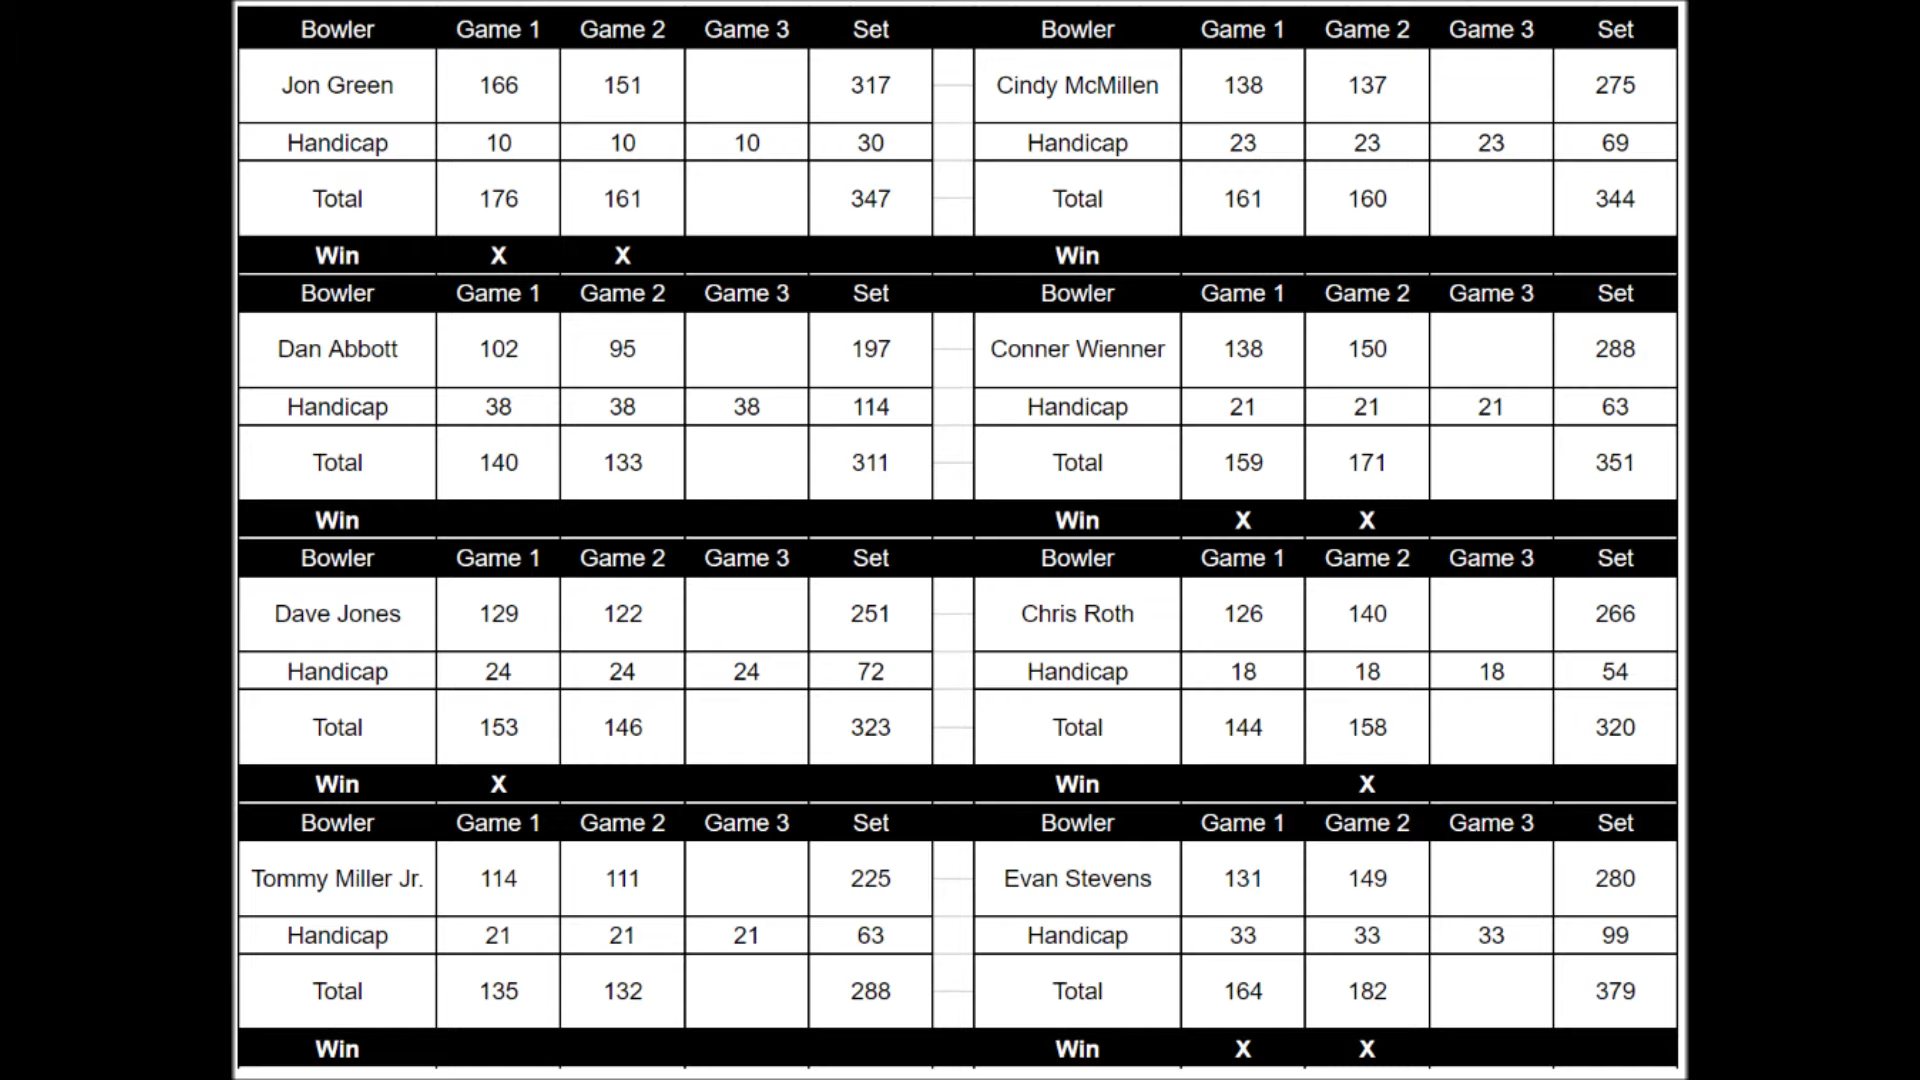 Bowler Game 1 Game 2 Game 3 Set Bowler Game 1 Game 2 Game 3 Set
Jon Green 166 151 317 Cindy McMillen 138 137 275
Handicap 10 10 10 30 Handicap 23 23 23 69
Total 176 161 347 Total 161 160 344
Win X X Win
Bowler Game 1 Game 2 Game 3 Set Bowler Game 1 Game 2 Game 3 Set
Dan Abbott 102 95 197 Conner Wienner 138 150 288
Handicap 38 38 38 114 Handicap 21 21 21 63
Total 140 133 311 Total 159 171 351
Win Win X X
Bowler Game 1 Game 2 Game 3 Set Bowler Game 1 Game 2 Game 3 Set
Dave Jones 129 122 251 Chris Roth 126 140 266
Handicap 24 24 24 72 Handicap 18 18 18 54
Total 153 146 323 Total 144 158 320
Win X Win X
Bowler Game 1 Game 2 Game 3 Set Bowler Game 1 Game 2 Game 3 Set
Tommy Miller Jr. 114 111 225 Evan Stevens 131 149 280
Handicap 21 21 21 63 Handicap 33 33 33 99
Total 135 132 288 Total 164 182 379
Win Win X X